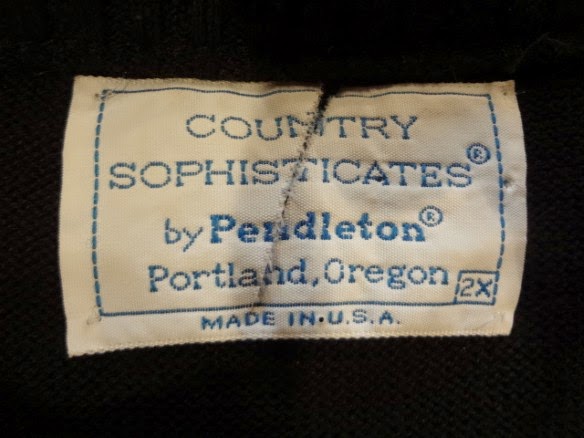 COUNTRY
SOPHISTICATES®
by Pendleton®
Portland, Oregon 2X
MADE IN U.S.A.